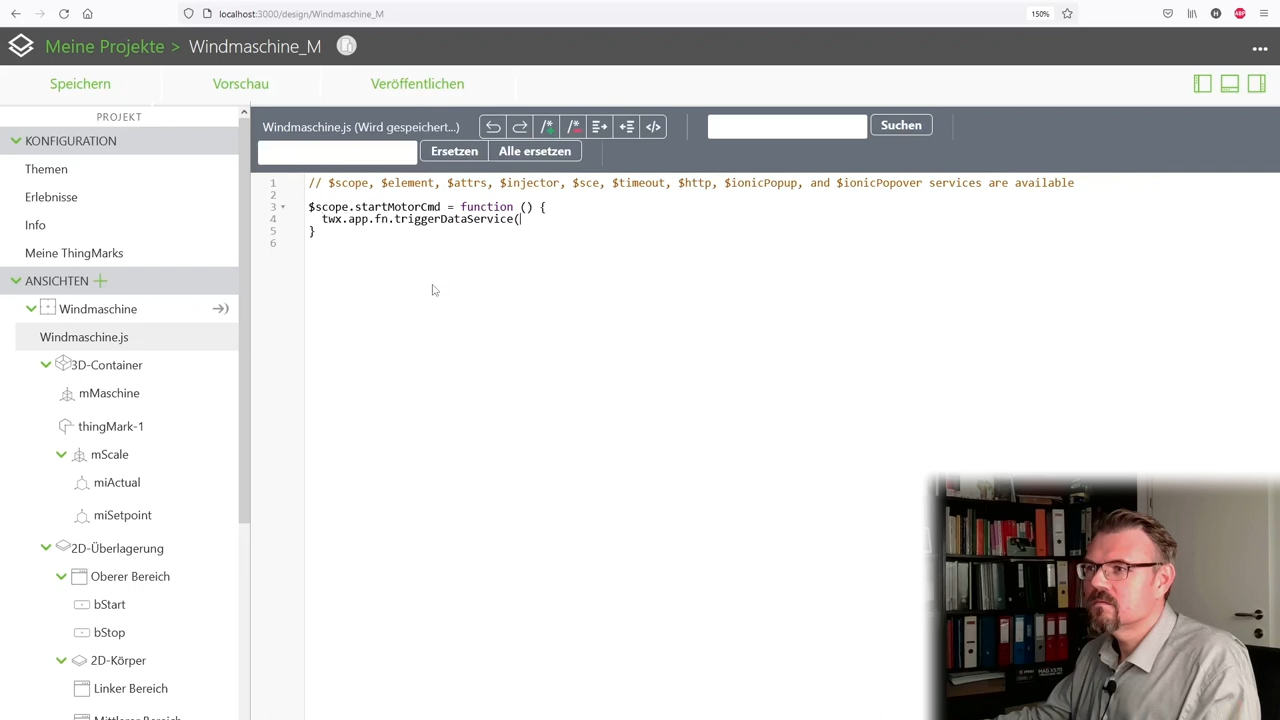 localhost:3000/design/Windmaschine_M
150%
Meine Projekte > Windmaschine_M
Speichern
Vorschau
Veröffentlichen
PROJEKT
KONFIGURATION
Themen
Erlebnisse
Info
Meine ThingMarks
ANSICHTEN
Windmaschine
Windmaschine.js
3D-Container
mMaschine
thingMark-1
mScale
miActual
miSetpoint
2D-Überlagerung
Oberer Bereich
bStart
bStop
2D-Körper
Linker Bereich
Mittlerer Bereich
Windmaschine.js (Wird gespeichert...)
Suchen
Ersetzen
Alle ersetzen
1 // $scope, $element, $attrs, $injector, $sce, $timeout, $http, $ionicPopup, and $ionicPopover services are available
2
3 $scope.startMotorCmd = function () {
4 twx.app.fn.triggerDataService(
5 }
6